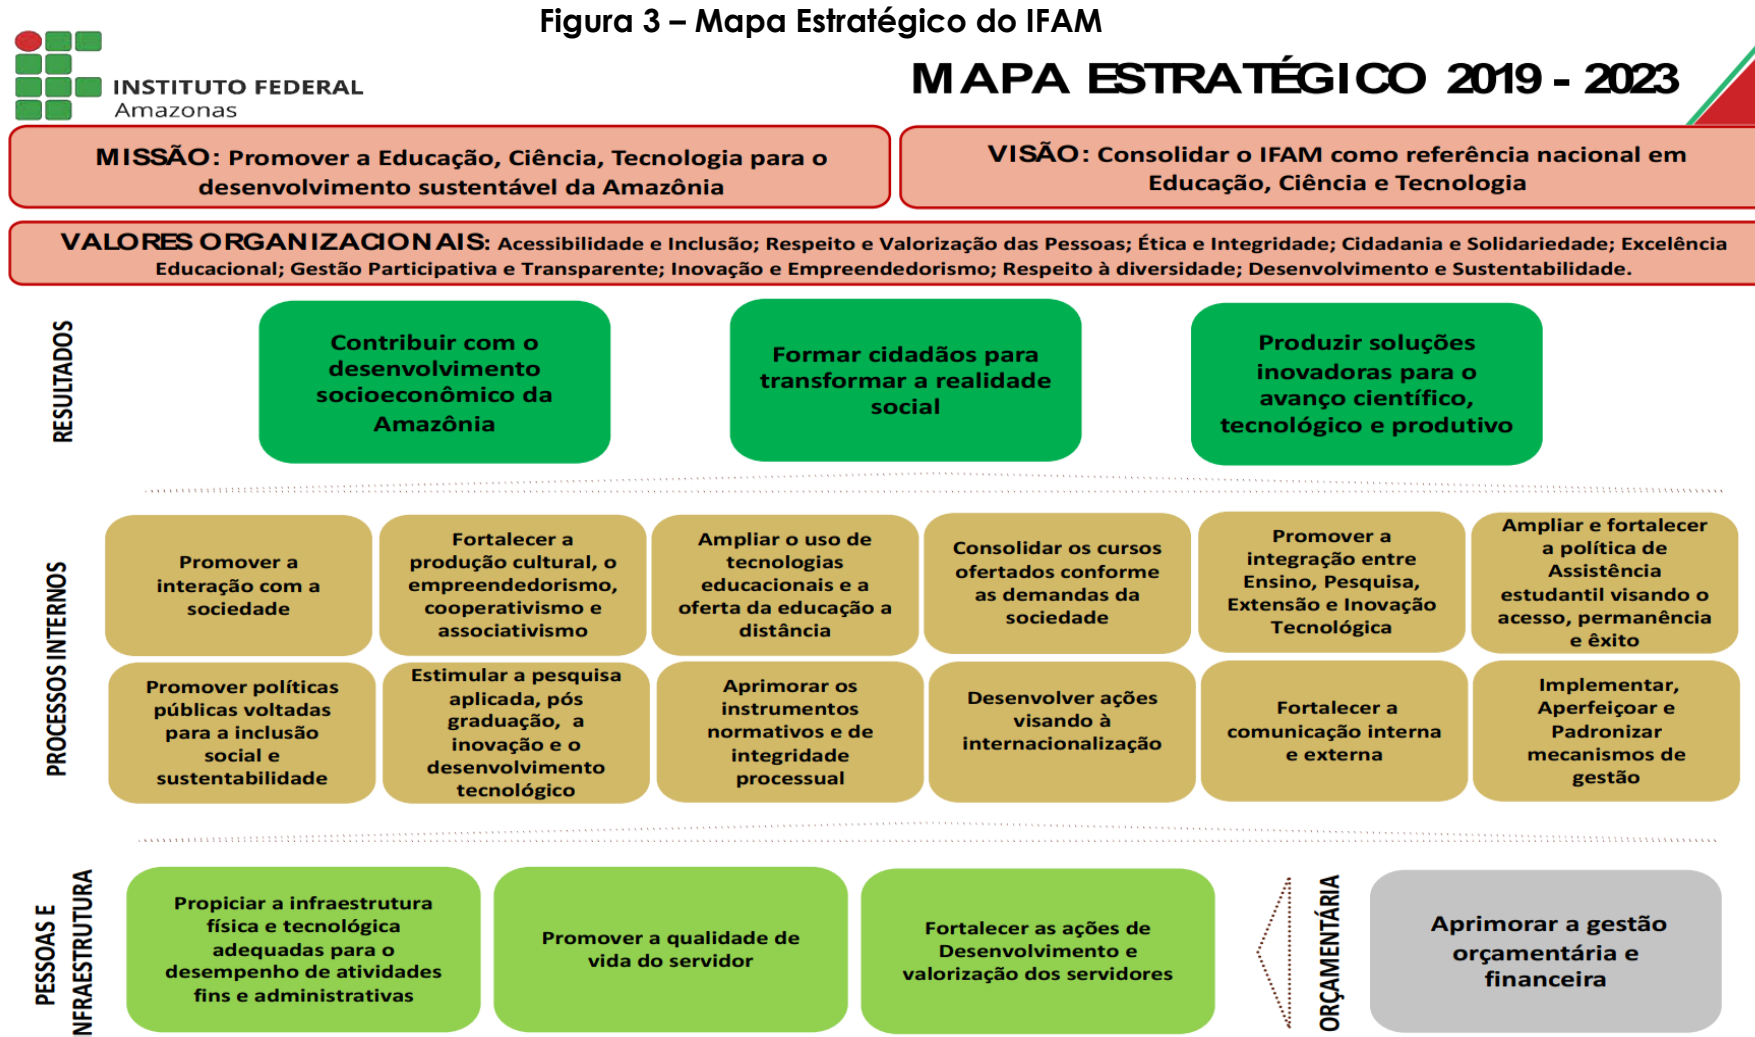 Figura 3 – Mapa Estratégico do IFAM
INSTITUTO FEDERAL
Amazonas
MAPA ESTRATÉGICO 2019 - 2023
MISSÃO: Promover a Educação, Ciência, Tecnologia para o
desenvolvimento sustentável da Amazônia
VISÃO: Consolidar o IFAM como referência nacional em
Educação, Ciência e Tecnologia
VALORES ORGANIZACIONAIS: Acessibilidade e Inclusão; Respeito e Valorização das Pessoas; Ética e Integridade; Cidadania e Solidariedade; Excelência
Educacional; Gestão Participativa e Transparente; Inovação e Empreendedorismo; Respeito à diversidade; Desenvolvimento e Sustentabilidade.
RESULTADOS
Contribuir com o
desenvolvimento
socioeconômico da
Amazônia
Formar cidadãos para
transformar a realidade
social
Produzir soluções
inovadoras para o
avanço científico,
tecnológico e produtivo
PROCESSOS INTERNOS
Promover a
interação com a
sociedade
Fortalecer a
produção cultural, o
empreendedorismo,
cooperativismo e
associativismo
Ampliar o uso de
tecnologias
educacionais e a
oferta da educação a
distância
Consolidar os cursos
ofertados conforme
as demandas da
sociedade
Promover a
integração entre
Ensino, Pesquisa,
Extensão e Inovação
Tecnológica
Ampliar e fortalecer
a política de
Assistência
estudantil visando o
acesso, permanência
e êxito
Promover políticas
públicas voltadas
para a inclusão
social e
sustentabilidade
Estimular a pesquisa
aplicada, pós
graduação, a
inovação e o
desenvolvimento
tecnológico
Aprimorar os
instrumentos
normativos e de
integridade
processual
Desenvolver ações
visando à
internacionalização
Fortalecer a
comunicação interna
e externa
Implementar,
Aperfeiçoar e
Padronizar
mecanismos de
gestão
PESSOAS E
NFRAESTRUTURA
Propiciar a infraestrutura
física e tecnológica
adequadas para o
desempenho de atividades
fins e administrativas
Promover a qualidade de
vida do servidor
Fortalecer as ações de
Desenvolvimento e
valorização dos servidores
ORÇAMENTÁRIA
Aprimorar a gestão
orçamentária e
financeira